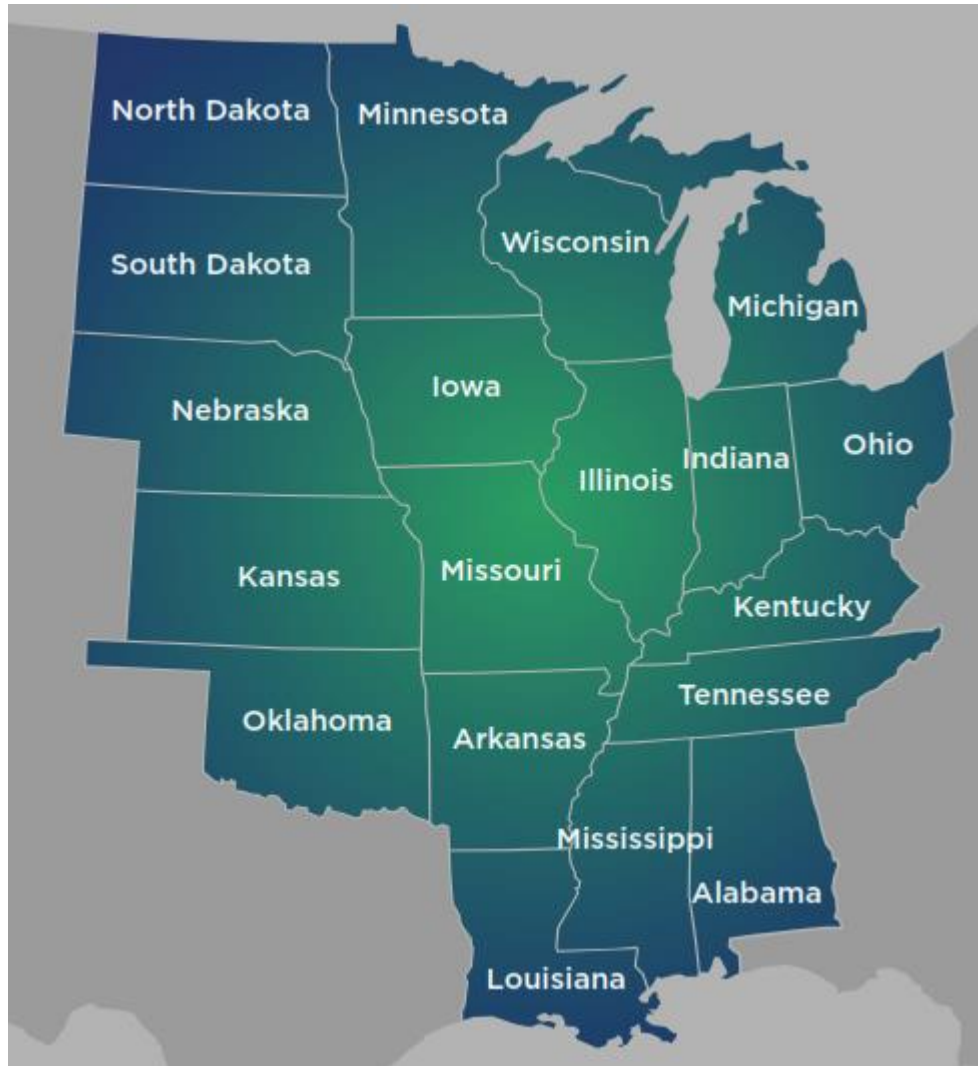 North Dakota
Minnesota
Wisconsin
South Dakota
Michigan
Iowa
Nebraska
Ohio
Indiana
Illinois
Missouri
Kansas
Kentucky
Tennessee
Oklahoma
Arkansas
Mississippi
Alabama
Louisiana